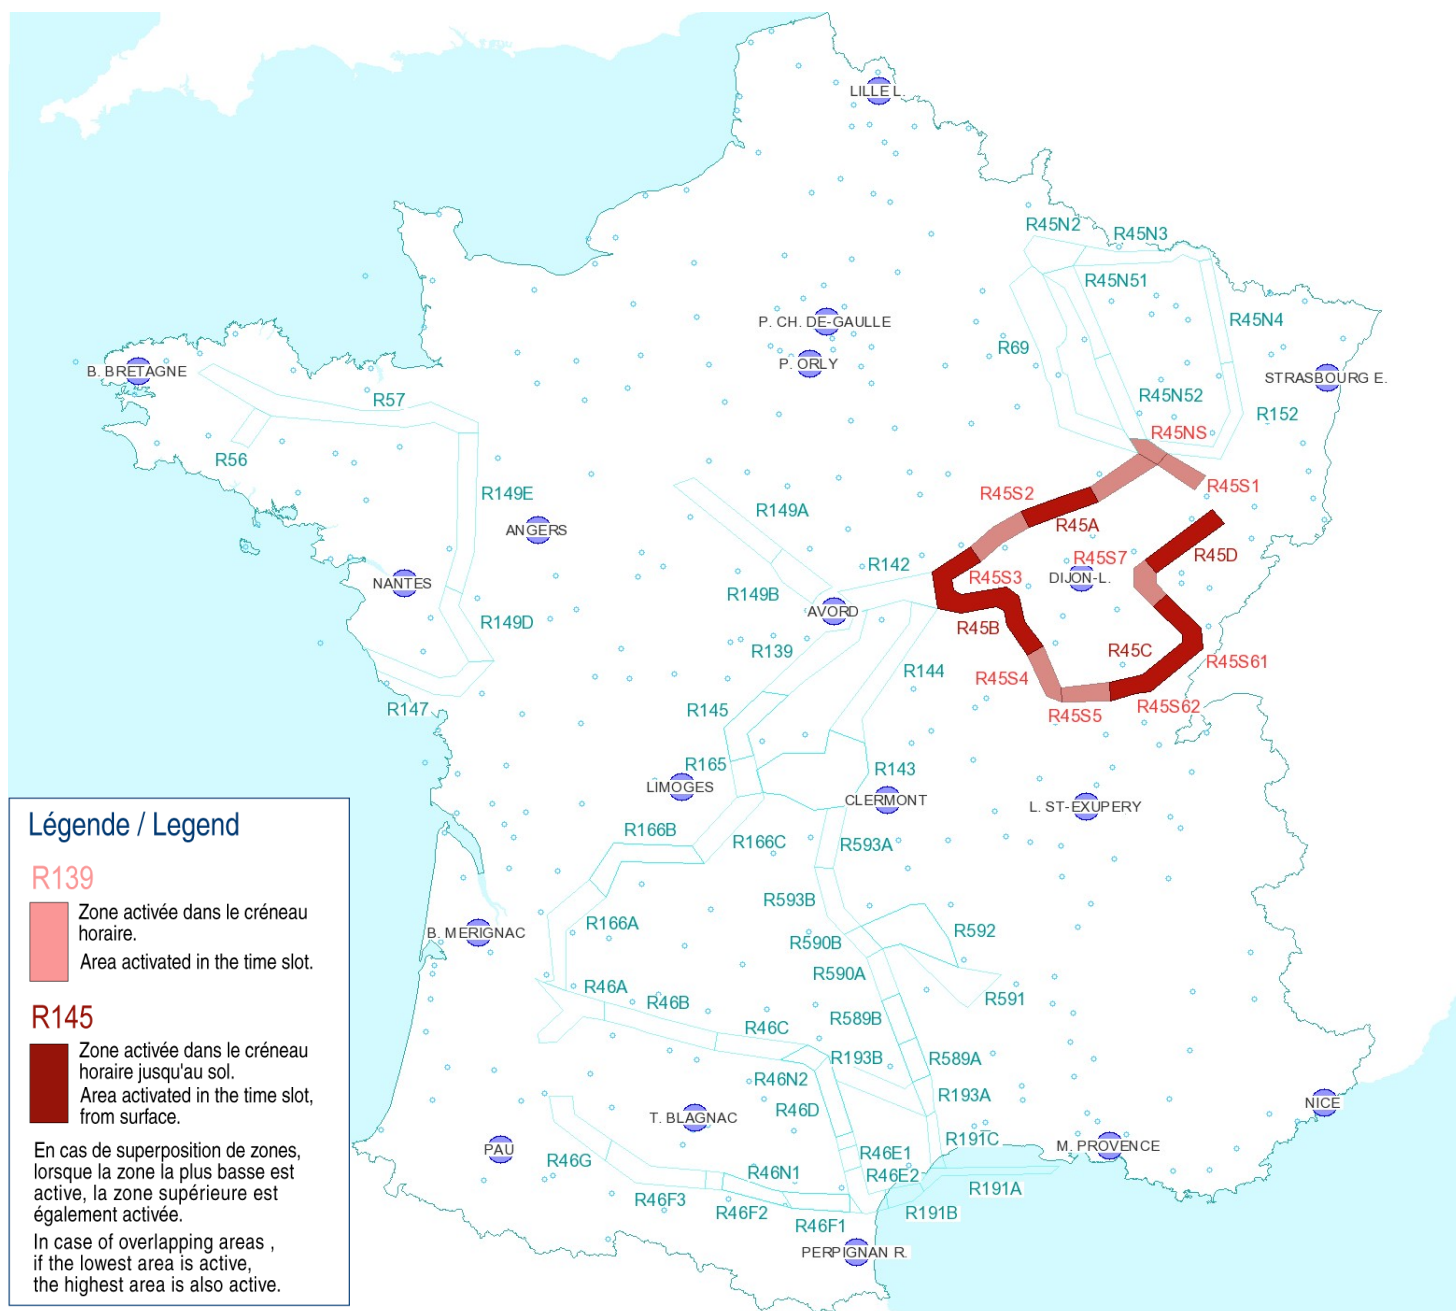 LILLE L.
R45N2
R45N3
R45N51
P. CH. DE-GAULLE
R45N4
R69
P. ORLY
B. BRETAGNE
STRASBOURG E.
R57
R45N52
R152
R45NS
R56
R45S1
R149E
R45S2
R149A
R45A
ANGERS
R45S7
R45D
R142
R45S3
DIJON-L.
NANTES
R149B
AVORD
R149D
R45B
R139
R45C
R45S61
R144
R45S4
R147
R145
R45S5
R45S62
R165
R143
LIMOGES
CLERMONT
L. ST-EXUPERY
R166B
R166C
R593A
R593B
R166A
B. MERIGNAC
R592
R590B
R590A
R46A
R46B
R591
R46C
R589B
R193B
R589A
R46N2
R193A
R46D
NICE
T. BLAGNAC
R191C
M. PROVENCE
PAU
R46G
R46E1
R46N1
R46E2
R191A
R46F3
R46F2
R46F1
R191B
PERPIGNAN R.
Légende / Legend
R139
Zone activée dans le créneau
horaire.
Area activated in the time slot.
R145
Zone activée dans le créneau
horaire jusqu'au sol.
Area activated in the time slot,
from surface.
En cas de superposition de zones,
lorsque la zone la plus basse est
active, la zone supérieure est
également activée.
In case of overlapping areas ,
if the lowest area is active,
the highest area is also active.